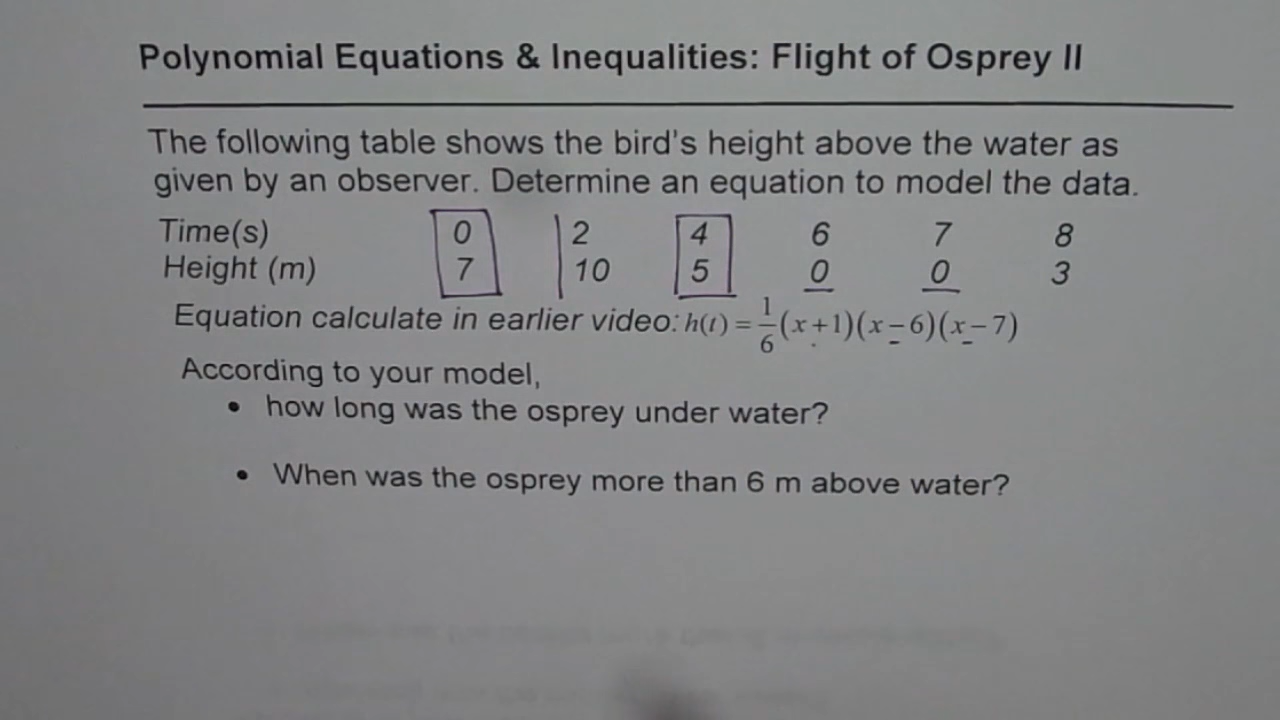 Polynomial Equations & Inequalities: Flight of Osprey II
The following table shows the bird's height above the water as
given by an observer. Determine an equation to model the data.
Time(s) 0 2 4 6 7 8
Height (m) 7 10 5 0 0 3
Equation calculate in earlier video: h(t) = 1/6 (x+1)(x−6)(x−7)
According to your model,
• how long was the osprey under water?
• When was the osprey more than 6 m above water?